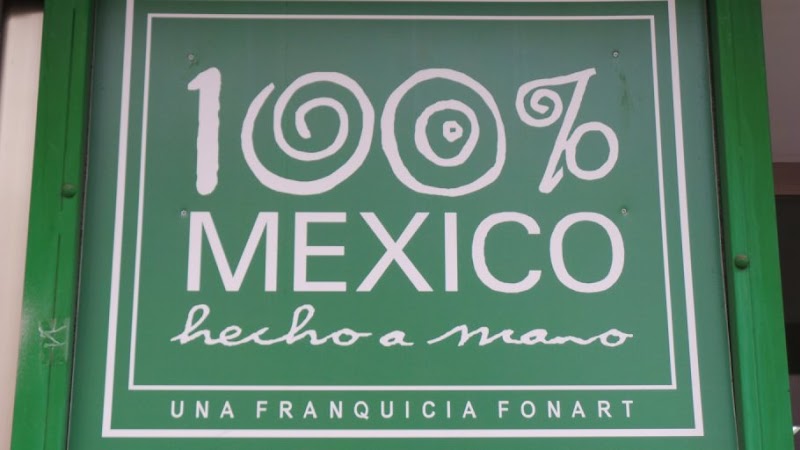 100%
MEXICO
hecho a mano
UNA FRANQUICIA FONART